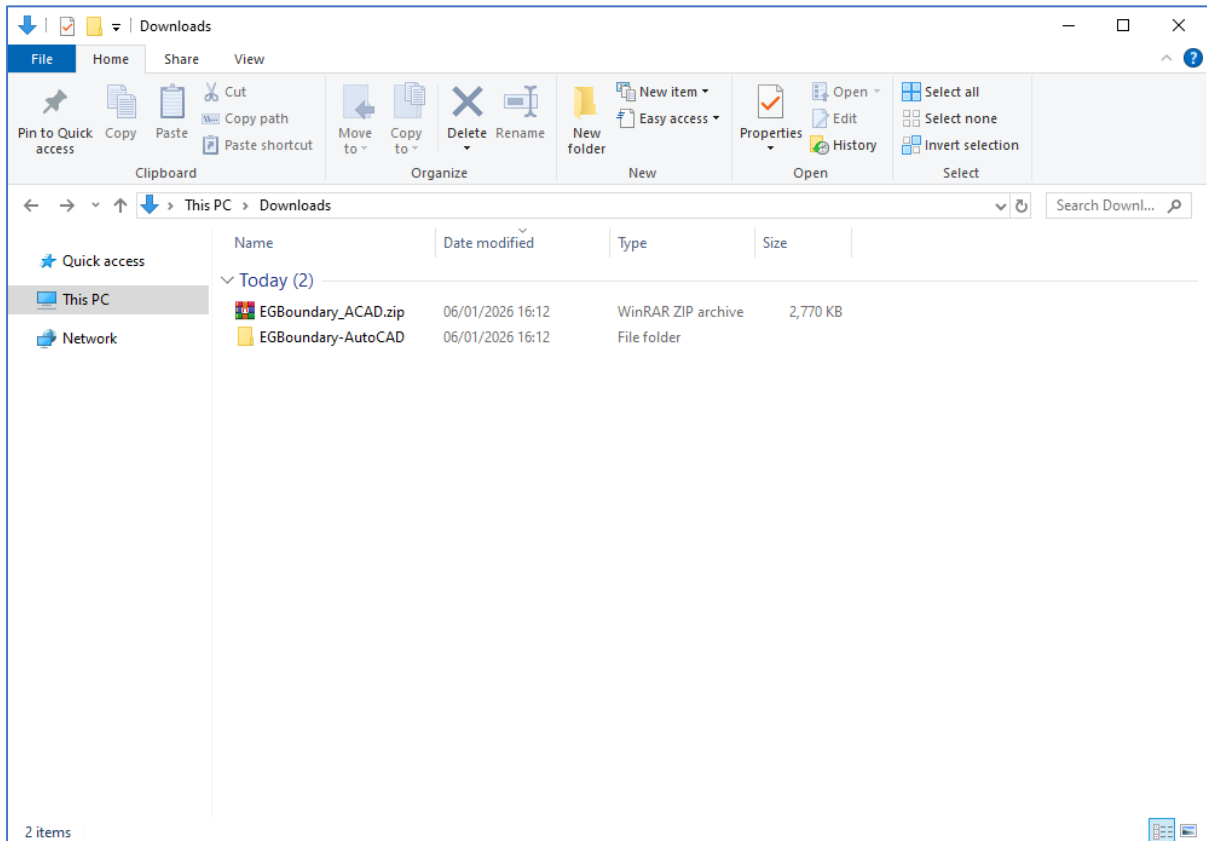 Downloads
File Home Share View
Pin to Quick access
Copy
Paste
Cut
Copy path
Paste shortcut
Clipboard
Move to
Copy to
Delete
Rename
Organize
New folder
New item
Easy access
New
Properties
Open
Edit
History
Open
Select all
Select none
Invert selection
Select
This PC > Downloads
Search Downl...
Quick access
This PC
Network
Name Date modified Type Size
Today (2)
EGBoundary_ACAD.zip 06/01/2026 16:12 WinRAR ZIP archive 2,770 KB
EGBoundary-AutoCAD 06/01/2026 16:12 File folder
2 items